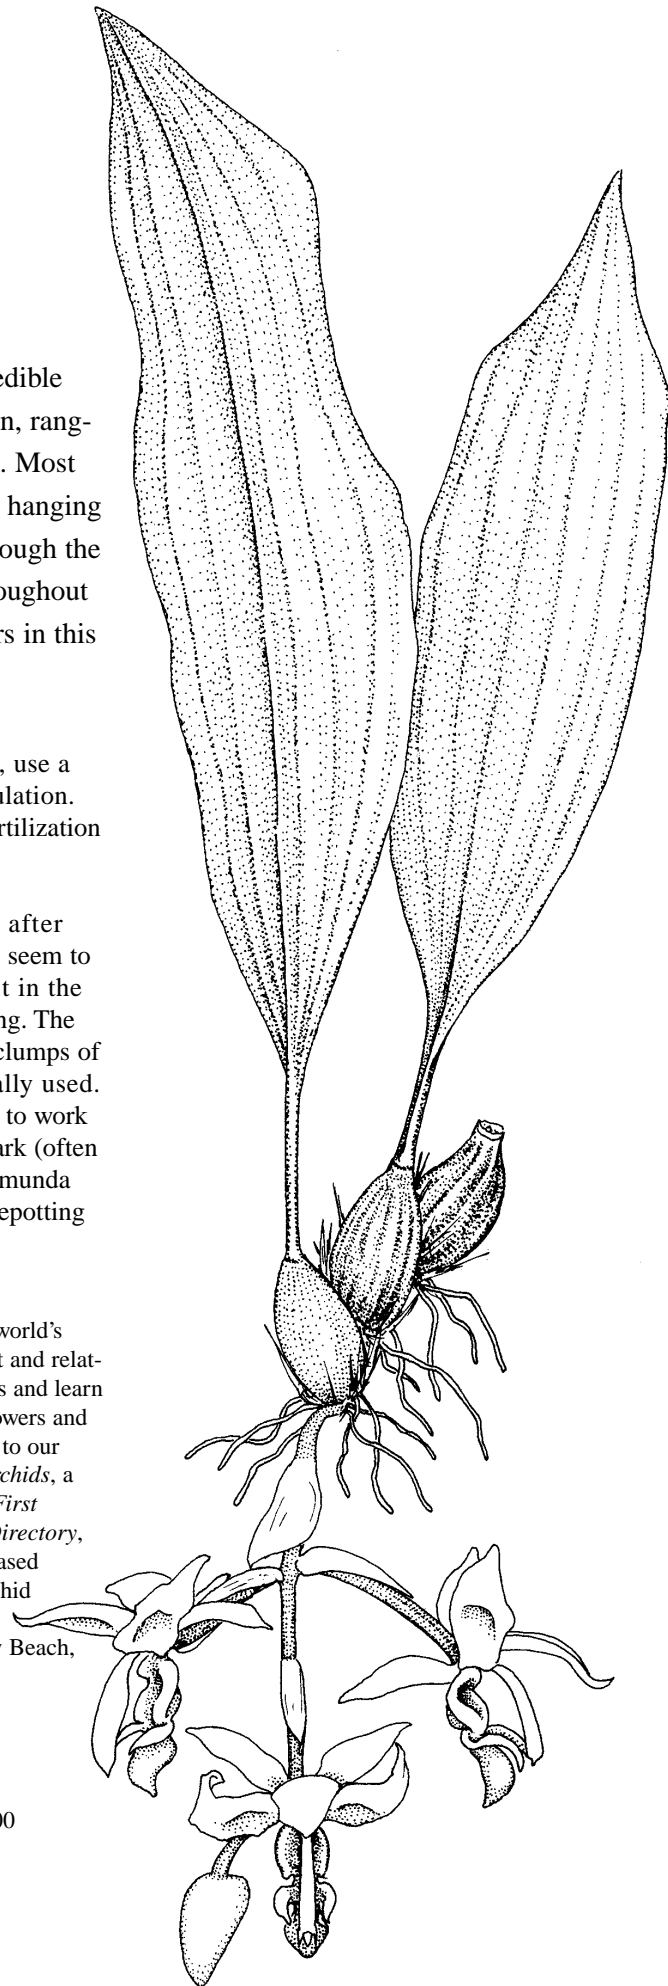 edible
n, rang-
. Most
hanging
ough the
oughout
rs in this
, use a
ulation.
rtilization
after
seem to
t in the
ng. The
clumps of
ally used.
to work
ark (often
munda
epotting
world’s
t and relat-
s and learn
owers and
to our
rchids, a
First
Directory,
ased
hid
y Beach,
00